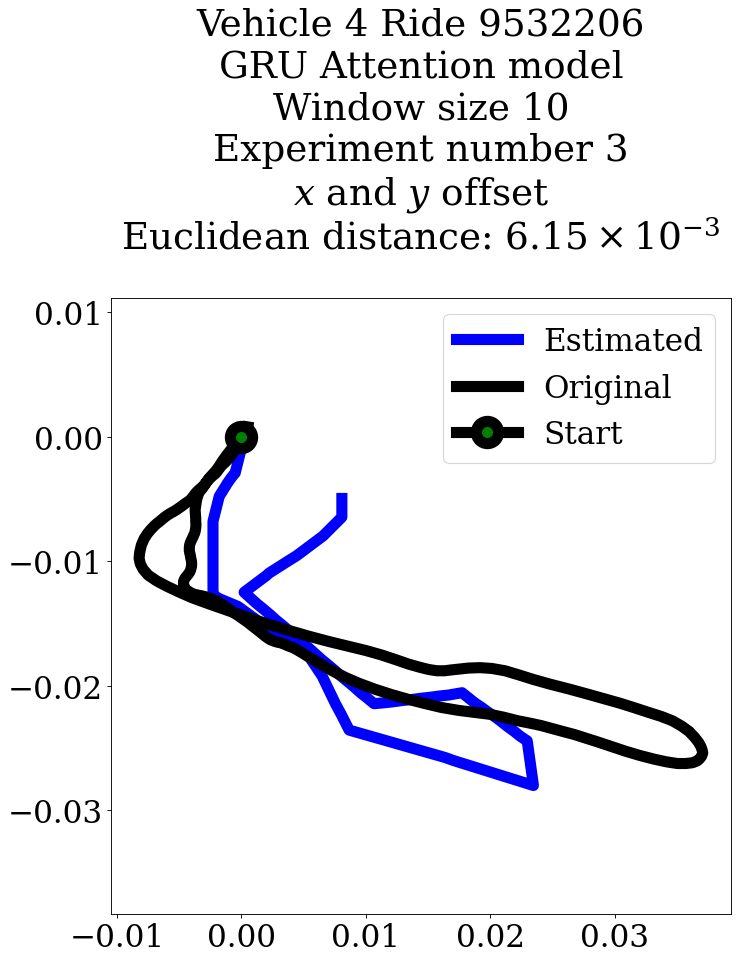 Vehicle 4 Ride 9532206
GRU Attention model
Window size 10
Experiment number 3
x and y offset
Euclidean distance: 6.15 × 10⁻³
Estimated
Original
Start
0.01
0.00
−0.01
−0.02
−0.03
−0.01 0.00 0.01 0.02 0.03